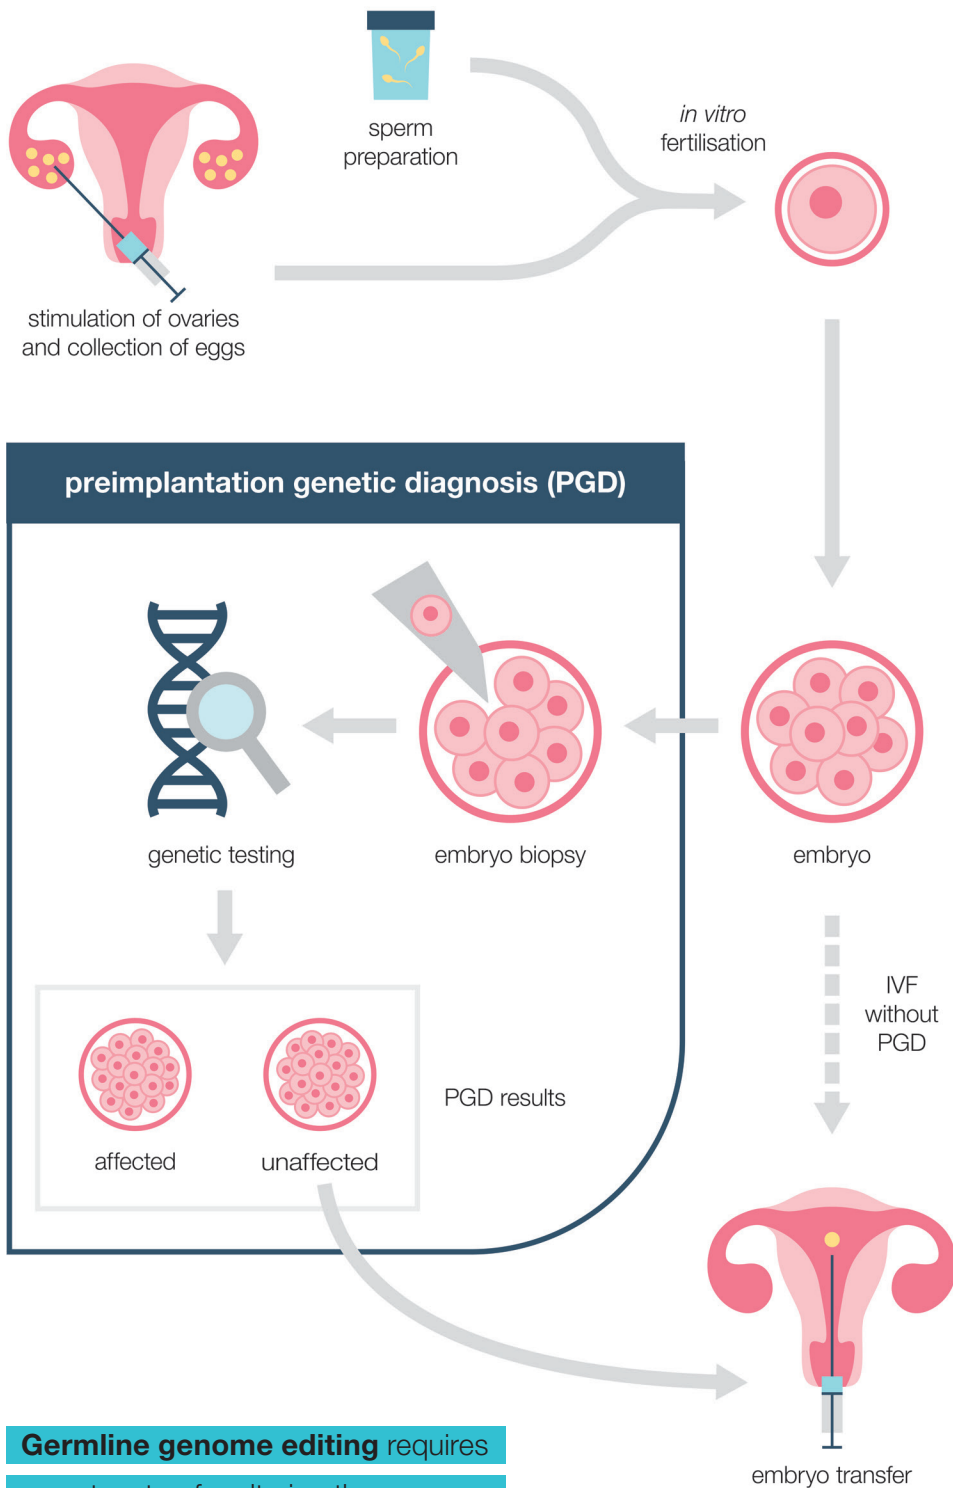 sperm
preparation
in vitro
fertilisation
stimulation of ovaries
and collection of eggs
preimplantation genetic diagnosis (PGD)
genetic testing
embryo biopsy
embryo
IVF
without
PGD
PGD results
affected
unaffected
embryo transfer
Germline genome editing requires